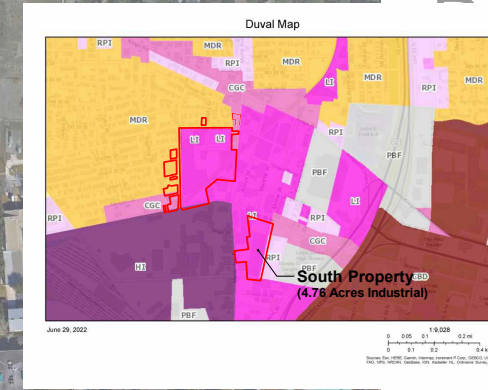 Duval Map
RPI
MDR
RPI
MDR
LI
MDR
RPI
MDR
CGC
MDR
LI
LI
RPI
PBF
PBF
LI
CGC
RPI
LI
RPI
CGC
HI
RPI
PBF
South Property
CBD
(4.76 Acres Industrial)
PBF
June 29, 2022
1:9,028
0 0.05 0.1 0.2 mi
0 0.1 0.2 0.4 k